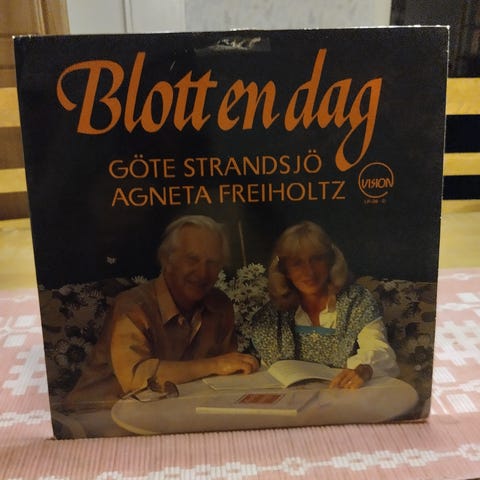 Blott en dag
GÖTE STRANDSJÖ
AGNETA FREIHOLTZ
VISION